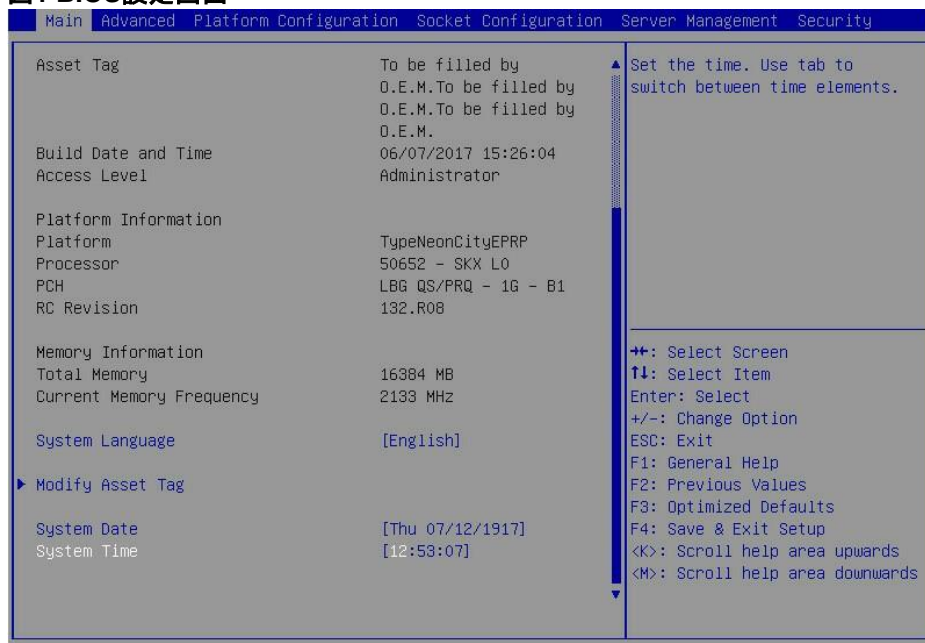 Main Advanced Platform Configuration Socket Configuration Server Management Security
Asset Tag To be filled by
O.E.M.To be filled by
O.E.M.To be filled by
O.E.M.
Build Date and Time 06/07/2017 15:26:04
Access Level Administrator
Platform Information
Platform TypeNeonCityEPRP
Processor 50652 - SKX L0
PCH LBG QS/PRQ - 1G - B1
RC Revision 132.R08
Memory Information
Total Memory 16384 MB
Current Memory Frequency 2133 MHz
System Language [English]
Modify Asset Tag
System Date [Thu 07/12/1917]
System Time [12:53:07]
Set the time. Use tab to
switch between time elements.
→←: Select Screen
↑↓: Select Item
Enter: Select
+/-: Change Option
ESC: Exit
F1: General Help
F2: Previous Values
F3: Optimized Defaults
F4: Save & Exit Setup
<K>: Scroll help area upwards
<M>: Scroll help area downwards